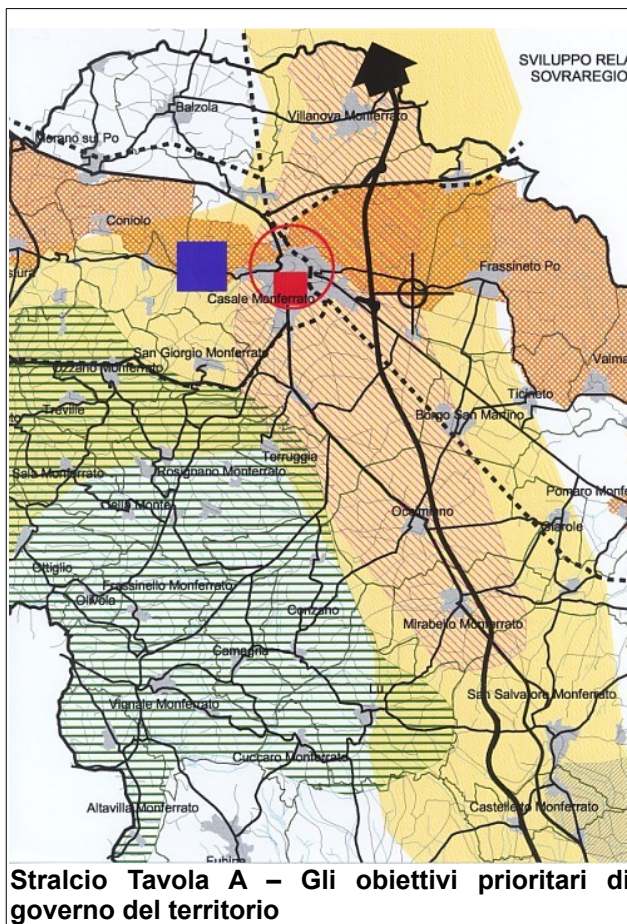 SVILUPPO RELA
SOVRAREGIO
Balzola
Villanova Monferrato
Morano sul Po
Coniolo
Frassineto Po
Casale Monferrato
San Giorgio Monferrato
Ozzano Monferrato
Valma
Treville
Ticineto
Borgo San Martino
Terruggia
Sala Monferrato
Rosignano Monferrato
Pomaro Monfe
Cella Monte
Occimiano
Giarole
Ottiglio
Frassinello Monferrato
Olivola
Conzano
Mirabello Monferrato
Camagna
San Salvatore Monferrato
Vignale Monferrato
Cuccaro Monferrato
Altavilla Monferrato
Castelletto Monferrato
Fubine
Stralcio Tavola A – Gli obiettivi prioritari di
governo del territorio